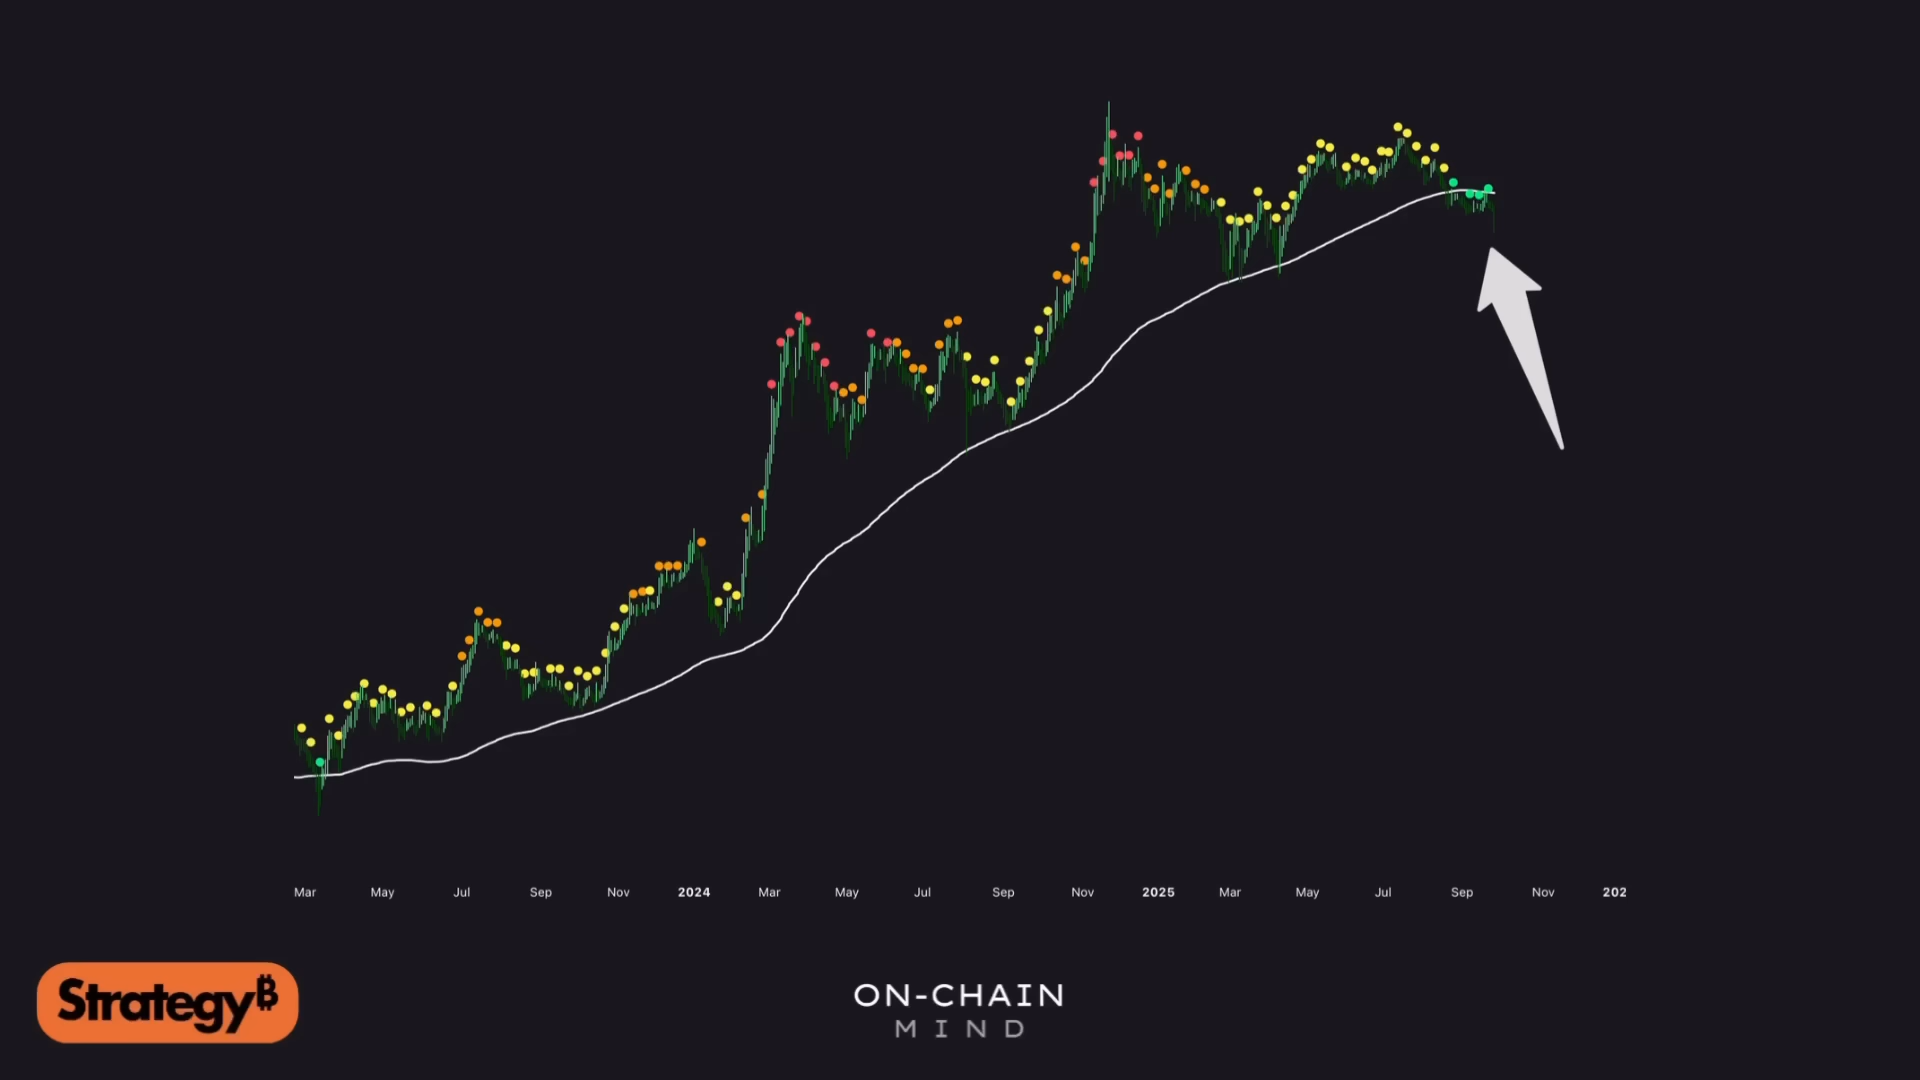 Mar May Jul Sep Nov 2024 Mar May Jul Sep Nov 2025 Mar May Jul Sep Nov 202
Strategy₿
ON-CHAIN
MIND